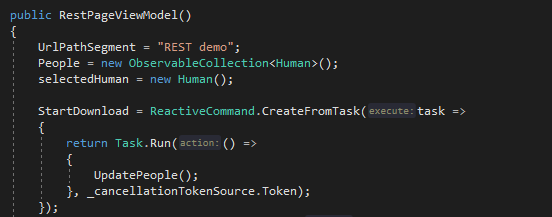 public RestPageViewModel()
{
UrlPathSegment = "REST demo";
People = new ObservableCollection<Human>();
selectedHuman = new Human();
StartDownload = ReactiveCommand.CreateFromTask(execute: task =>
{
return Task.Run(action: () =>
{
UpdatePeople();
}, _cancellationTokenSource.Token);
});